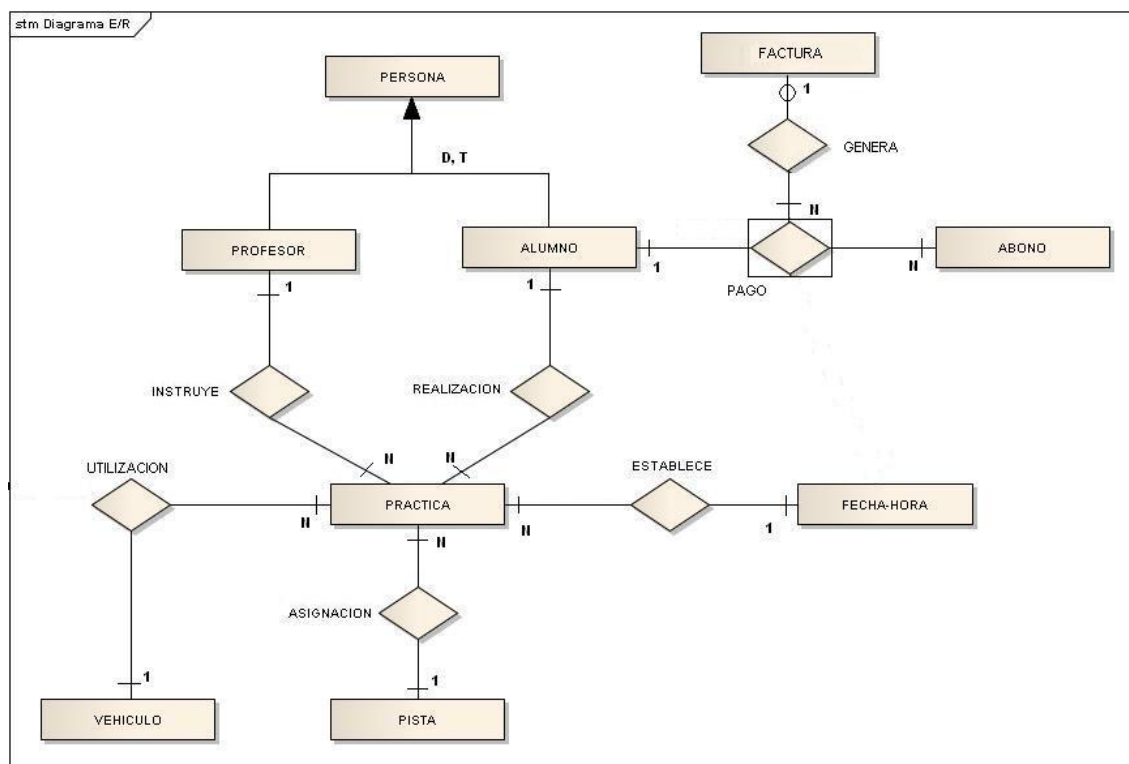 stm Diagrama E/R
FACTURA
PERSONA
1
GENERA
D, T
N
PROFESOR
ALUMNO
ABONO
1
N
PAGO
1
1
INSTRUYE
REALIZACION
N
N
UTILIZACION
ESTABLECE
PRACTICA
FECHA-HORA
N
N
1
N
ASIGNACION
1
1
VEHICULO
PISTA